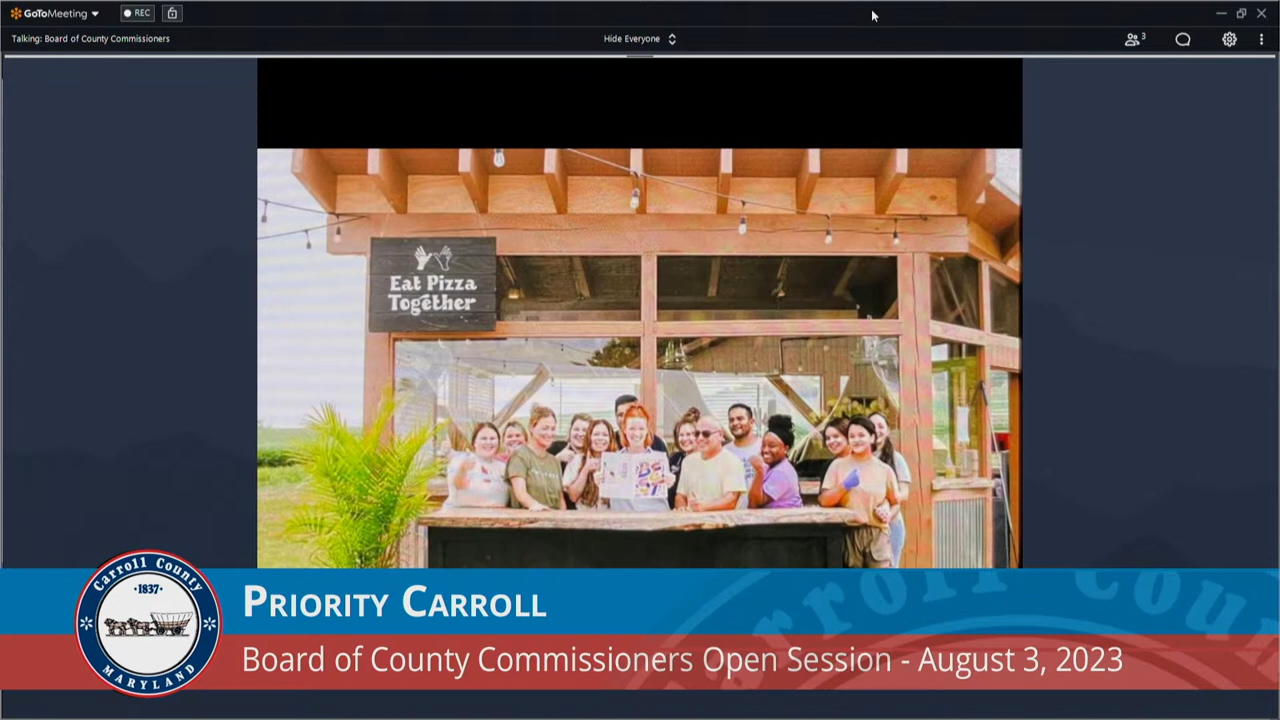 GoToMeeting
REC
Talking: Board of County Commissioners
Hide Everyone
3
Eat Pizza
Together
Carroll County
·1837·
MARYLAND
PRIORITY CARROLL
Board of County Commissioners Open Session - August 3, 2023